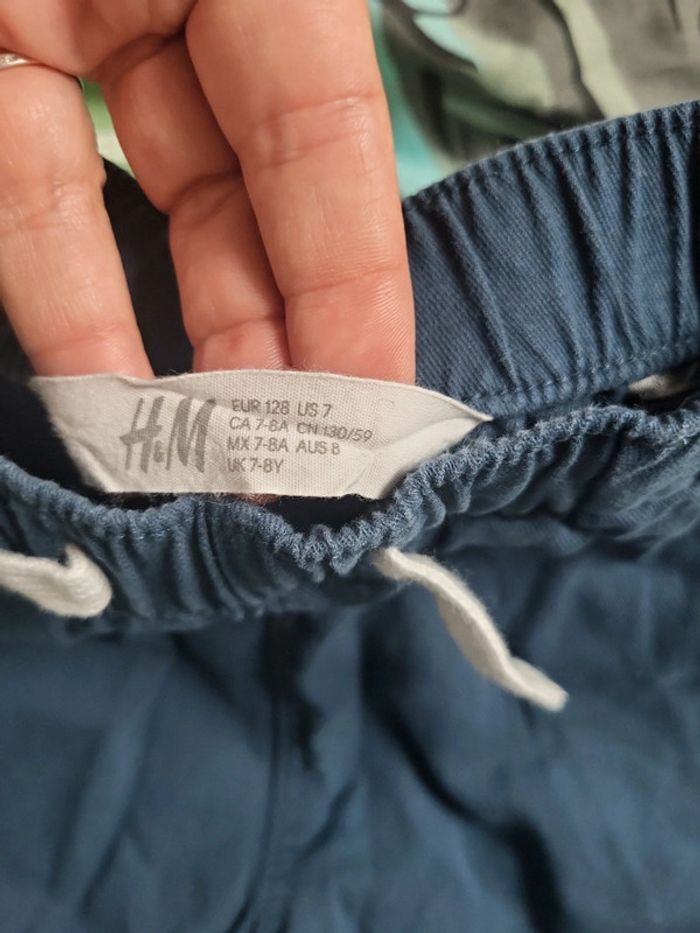 H&M
EUR 128 US 7
CA 7-8A CN 130/59
MX 7-8A AUS 8
UK 7-8Y